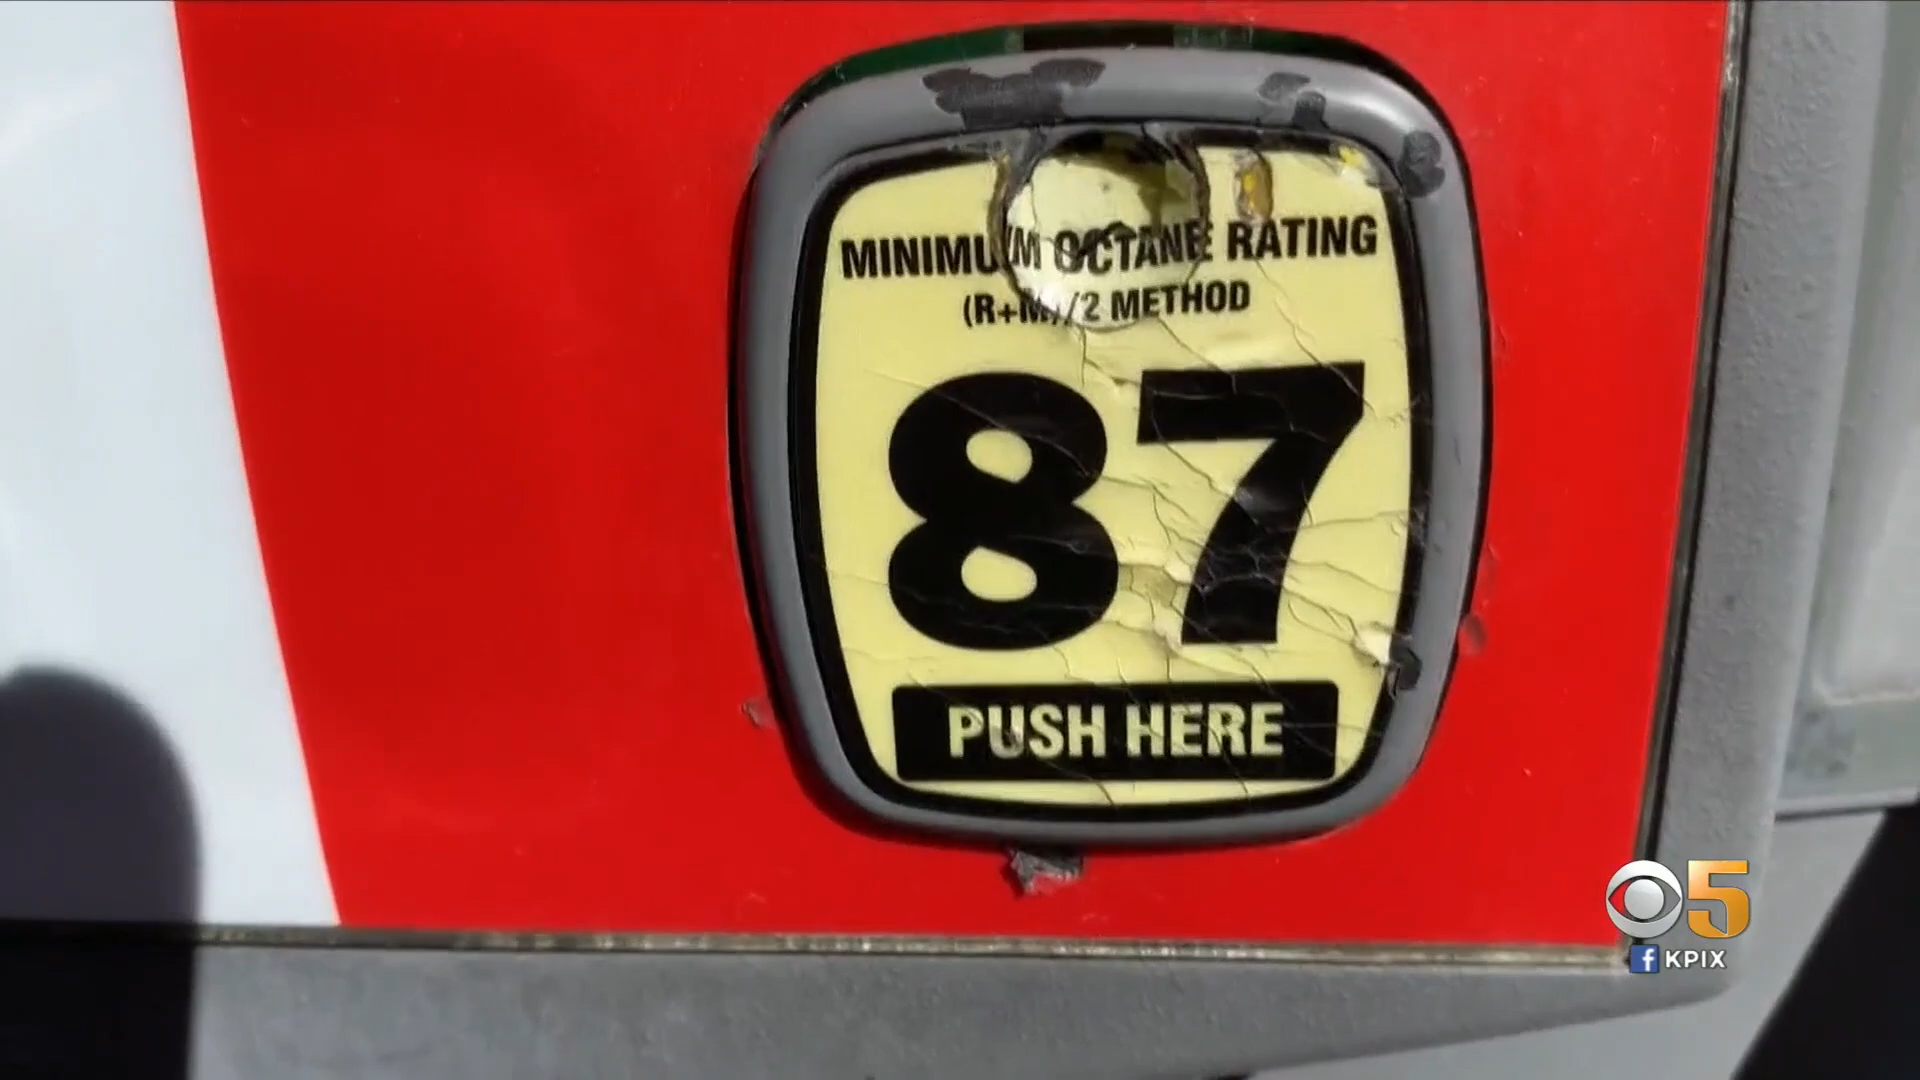 MINIMUM OCTANE RATING
(R+M)/2 METHOD
87
PUSH HERE
5
f KPIX